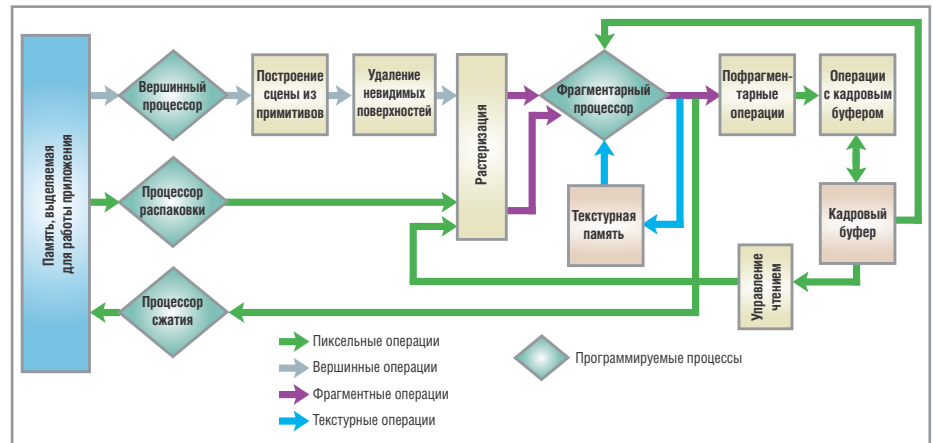 Память, выделяемая
для работы приложения
Вершинный
процессор
Построение
сцены из
примитивов
Удаление
невидимых
поверхностей
Растеризация
Фрагментарный
процессор
Пофрагмен-
тарные
операции
Операции
с кадровым
буфером
Процессор
распаковки
Текстурная
память
Кадровый
буфер
Управление
чтением
Процессор
сжатия
Пиксельные операции
Вершинные операции
Фрагментные операции
Текстурные операции
Программируемые процессы